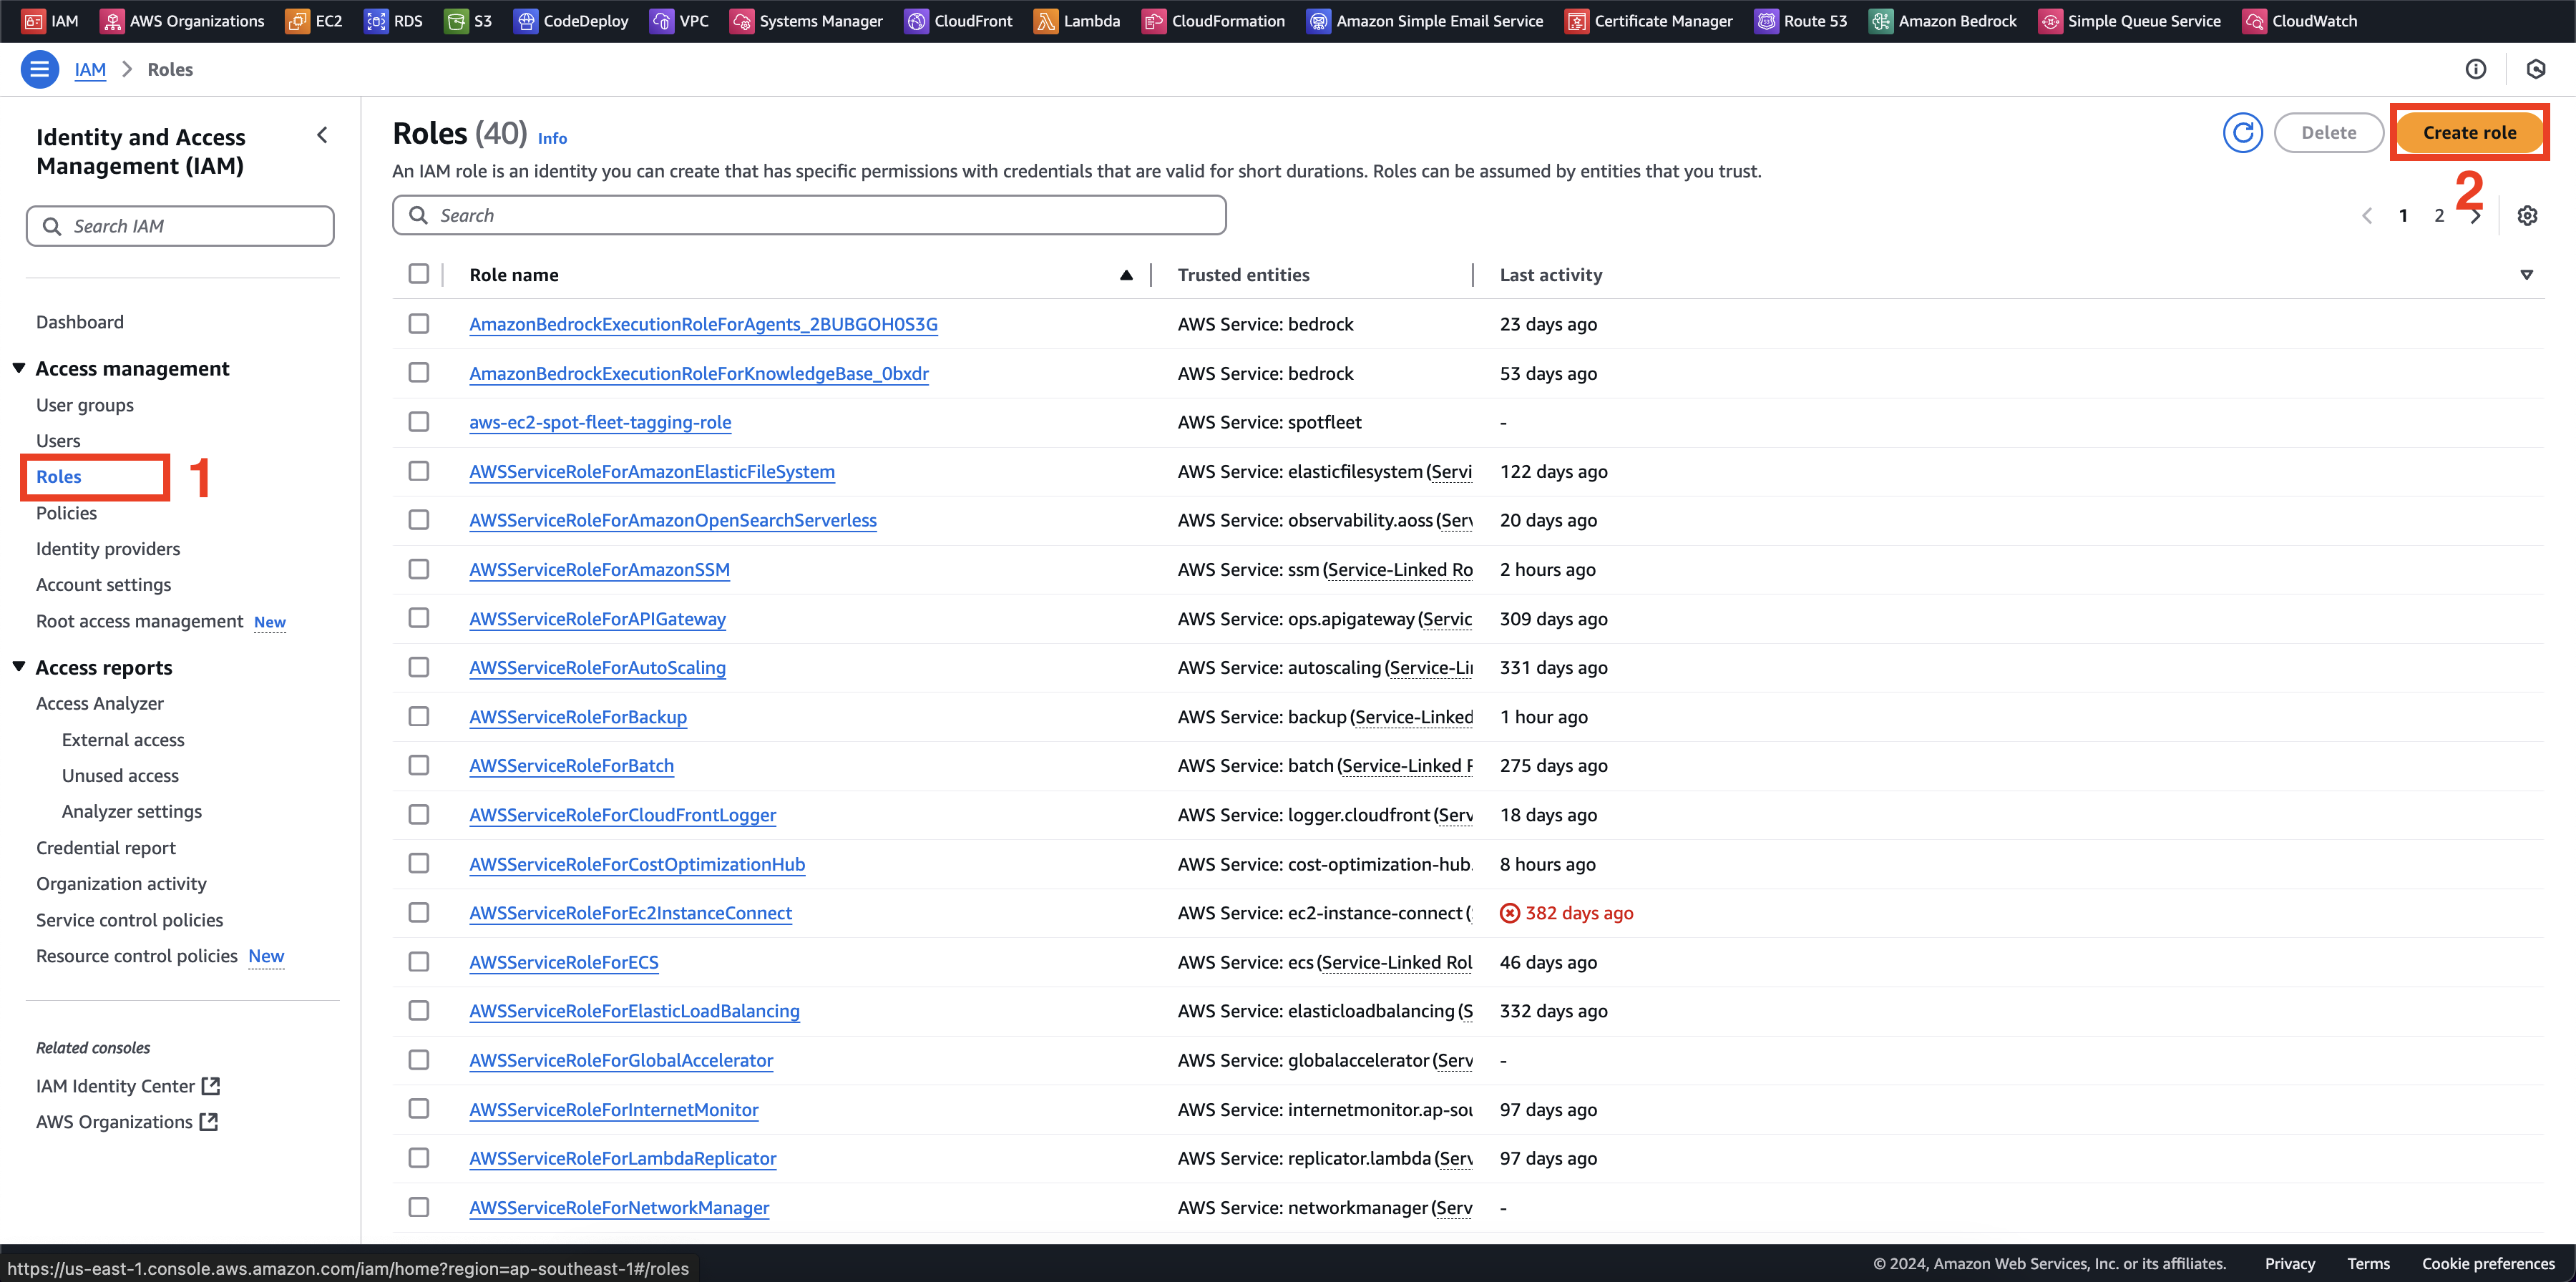 IAM AWS Organizations EC2 RDS S3 CodeDeploy VPC Systems Manager CloudFront Lambda CloudFormation Amazon Simple Email Service Certificate Manager Route 53 Amazon Bedrock Simple Queue Service CloudWatch
IAM > Roles
Identity and Access
Management (IAM)
Search IAM
Dashboard
Access management
User groups
Users
Roles 1
Policies
Identity providers
Account settings
Root access management New
Access reports
Access Analyzer
External access
Unused access
Analyzer settings
Credential report
Organization activity
Service control policies
Resource control policies New
Related consoles
IAM Identity Center
AWS Organizations
Roles (40) Info
Delete Create role
An IAM role is an identity you can create that has specific permissions with credentials that are valid for short durations. Roles can be assumed by entities that you trust.
2
Search
1 2
Role name Trusted entities Last activity
AmazonBedrockExecutionRoleForAgents_2BUBGOH0S3G AWS Service: bedrock 23 days ago
AmazonBedrockExecutionRoleForKnowledgeBase_0bxdr AWS Service: bedrock 53 days ago
aws-ec2-spot-fleet-tagging-role AWS Service: spotfleet -
AWSServiceRoleForAmazonElasticFileSystem AWS Service: elasticfilesystem (Servi 122 days ago
AWSServiceRoleForAmazonOpenSearchServerless AWS Service: observability.aoss (Serv 20 days ago
AWSServiceRoleForAmazonSSM AWS Service: ssm (Service-Linked Ro 2 hours ago
AWSServiceRoleForAPIGateway AWS Service: ops.apigateway (Servic 309 days ago
AWSServiceRoleForAutoScaling AWS Service: autoscaling (Service-Li 331 days ago
AWSServiceRoleForBackup AWS Service: backup (Service-Linked 1 hour ago
AWSServiceRoleForBatch AWS Service: batch (Service-Linked R 275 days ago
AWSServiceRoleForCloudFrontLogger AWS Service: logger.cloudfront (Serv 18 days ago
AWSServiceRoleForCostOptimizationHub AWS Service: cost-optimization-hub. 8 hours ago
AWSServiceRoleForEc2InstanceConnect AWS Service: ec2-instance-connect ( 382 days ago
AWSServiceRoleForECS AWS Service: ecs (Service-Linked Rol 46 days ago
AWSServiceRoleForElasticLoadBalancing AWS Service: elasticloadbalancing (S 332 days ago
AWSServiceRoleForGlobalAccelerator AWS Service: globalaccelerator (Serv -
AWSServiceRoleForInternetMonitor AWS Service: internetmonitor.ap-sou 97 days ago
AWSServiceRoleForLambdaReplicator AWS Service: replicator.lambda (Serv 97 days ago
AWSServiceRoleForNetworkManager AWS Service: networkmanager (Serv -
https://us-east-1.console.aws.amazon.com/iam/home?region=ap-southeast-1#/roles
© 2024, Amazon Web Services, Inc. or its affiliates. Privacy Terms Cookie preferences